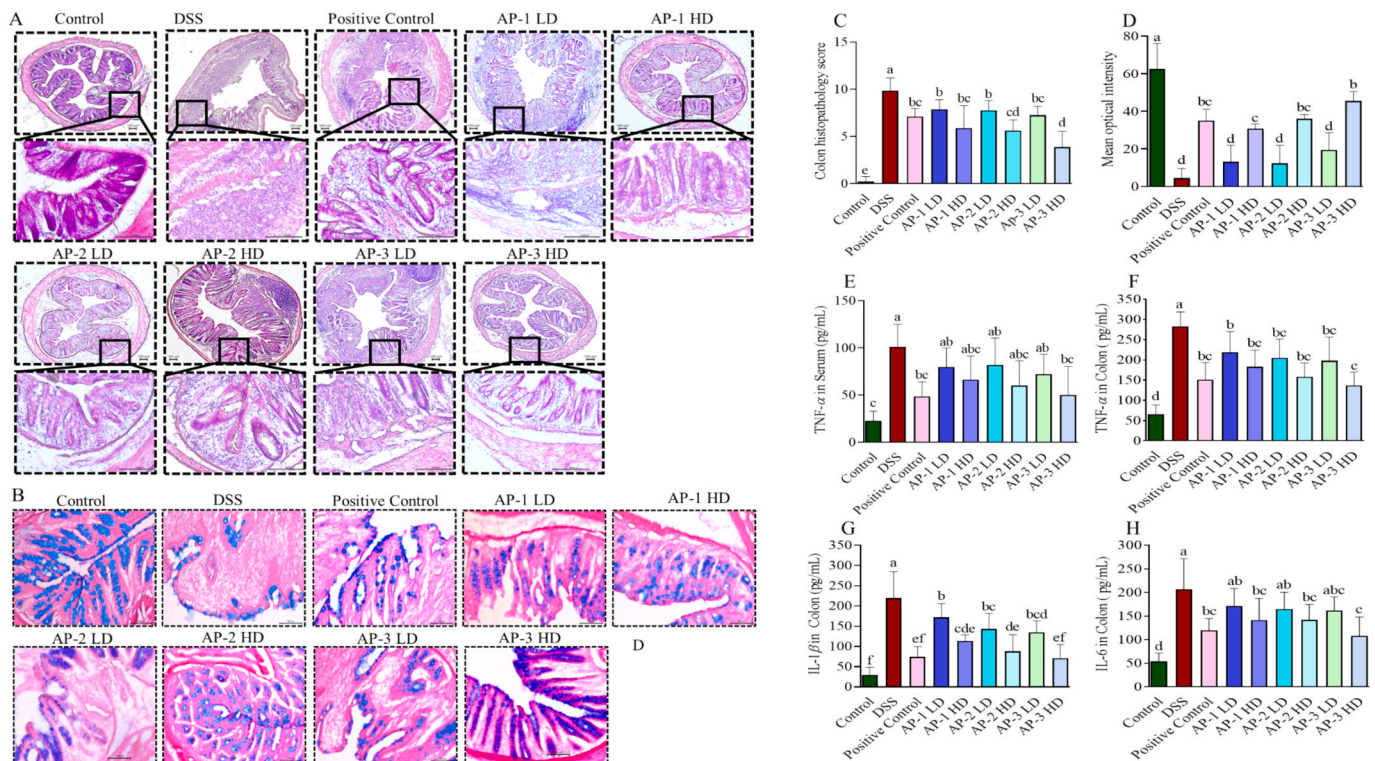 A
Control
DSS
Positive Control
AP-1 LD
AP-1 HD
AP-2 LD
AP-2 HD
AP-3 LD
AP-3 HD
B
Control
DSS
Positive Control
AP-1 LD
AP-1 HD
AP-2 LD
AP-2 HD
AP-3 LD
AP-3 HD
D
C
Colon histopathology score
15
10
5
0
e
a
bc
b
bc
b
cd
bc
d
Control
DSS
Positive Control
AP-1 LD
AP-1 HD
AP-2 LD
AP-2 HD
AP-3 LD
AP-3 HD
D
Mean optical intensity
80
60
40
20
0
a
d
bc
d
c
d
bc
d
b
Control
DSS
Positive Control
AP-1 LD
AP-1 HD
AP-2 LD
AP-2 HD
AP-3 LD
AP-3 HD
E
TNF-α in Serum (pg/mL)
150
100
50
0
c
a
bc
ab
abc
ab
abc
ab
bc
Control
DSS
Positive Control
AP-1 LD
AP-1 HD
AP-2 LD
AP-2 HD
AP-3 LD
AP-3 HD
F
TNF-α in Colon ( pg/mL)
350
300
250
200
150
100
50
0
d
a
bc
b
bc
bc
bc
bc
c
Control
DSS
Positive Control
AP-1 LD
AP-1 HD
AP-2 LD
AP-2 HD
AP-3 LD
AP-3 HD
G
IL-1β in Colon (pg/mL)
350
300
250
200
150
100
50
0
f
a
ef
b
cde
bc
de
bcd
ef
Control
DSS
Positive Control
AP-1 LD
AP-1 HD
AP-2 LD
AP-2 HD
AP-3 LD
AP-3 HD
H
IL-6 in Colon ( pg/mL)
300
250
200
150
100
50
0
d
a
bc
ab
bc
ab
bc
abc
c
Control
DSS
Positive Control
AP-1 LD
AP-1 HD
AP-2 LD
AP-2 HD
AP-3 LD
AP-3 HD